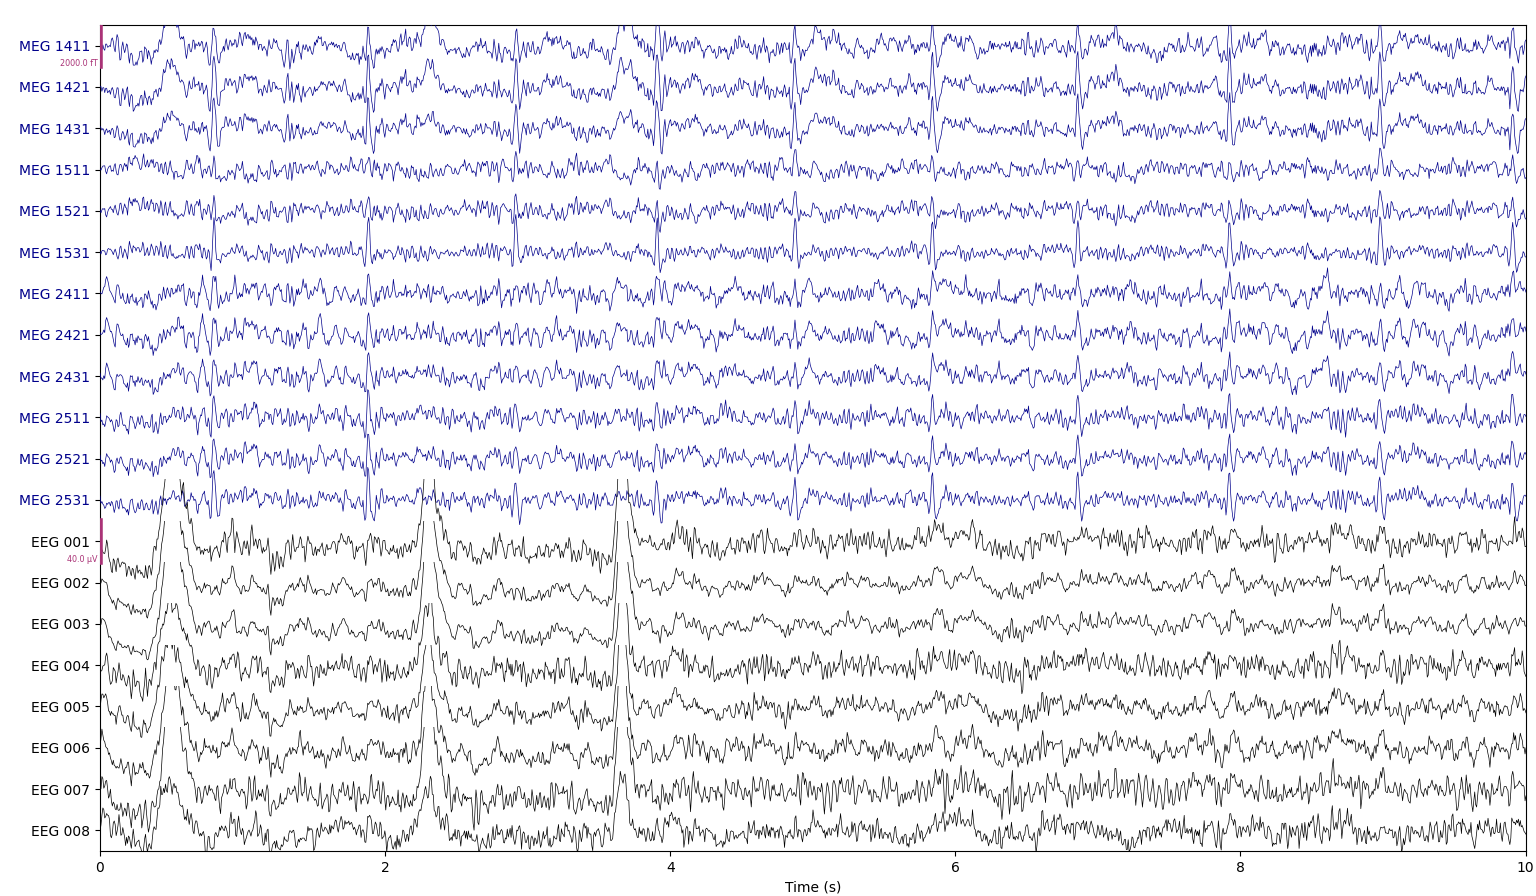 MEG 1411
2000.0 fT
MEG 1421
MEG 1431
MEG 1511
MEG 1521
MEG 1531
MEG 2411
MEG 2421
MEG 2431
MEG 2511
MEG 2521
MEG 2531
EEG 001
40.0 µV
EEG 002
EEG 003
EEG 004
EEG 005
EEG 006
EEG 007
EEG 008
0 2 4 6 8 10
Time (s)